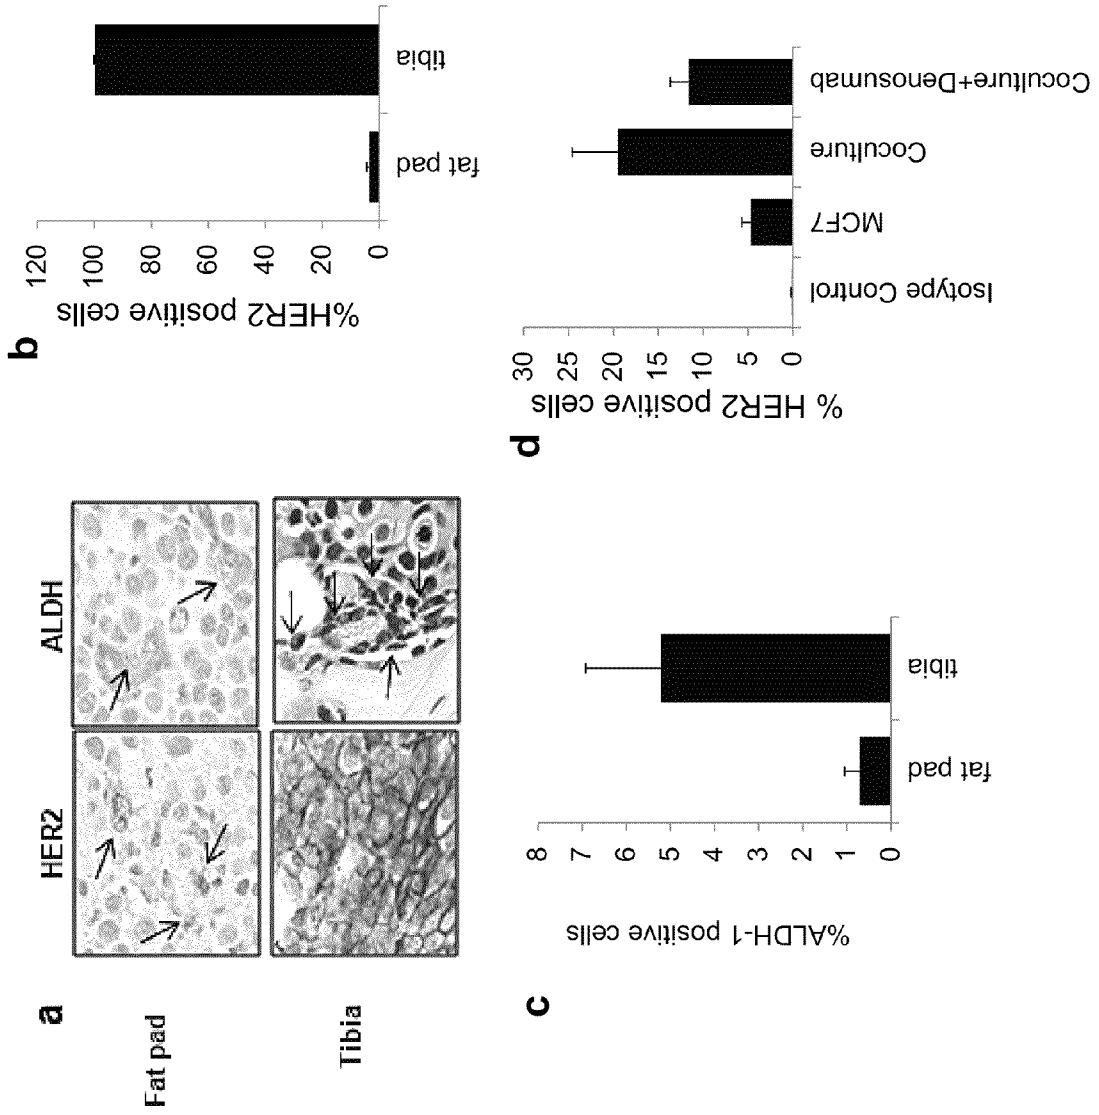 a
HER2
ALDH
Fat pad
Tibia
b
%HER2 positive cells
120
100
80
60
40
20
0
fat pad
tibia
c
%ALDH-1 positive cells
8
7
6
5
4
3
2
1
0
fat pad
tibia
d
% HER2 positive cells
30
25
20
15
10
5
0
Isotype Control
MCF7
Coculture
Coculture+Denosumab